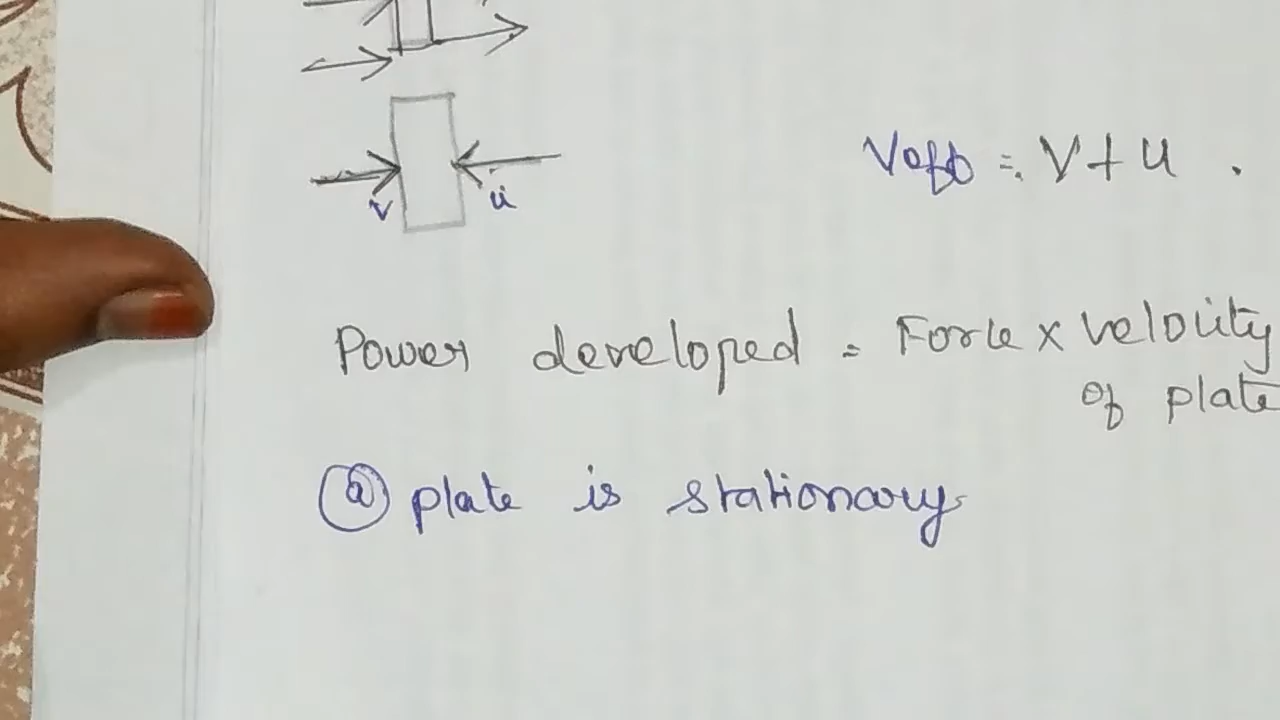 Veff = V + u .
v u
Power developed = Force x velocity
of plate
(a) plate is stationary